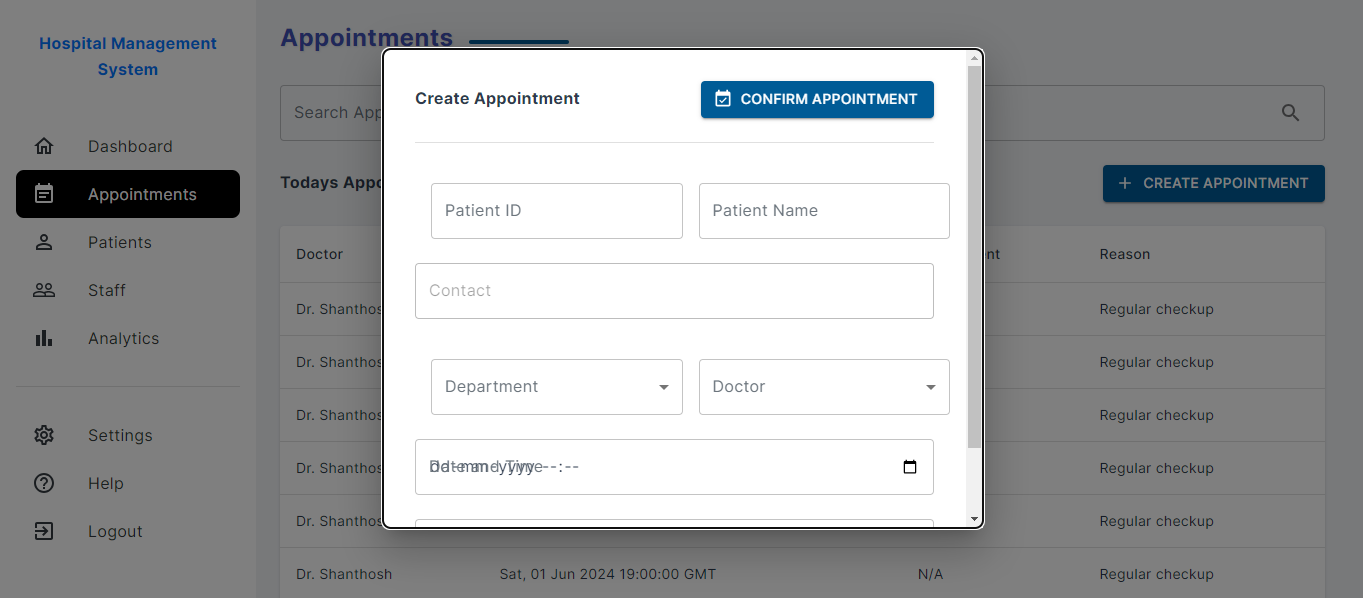 Hospital Management
System
Dashboard
Appointments
Patients
Staff
Analytics
Settings
Help
Logout
Appointments
Search App
Todays Appo
CREATE APPOINTMENT
Doctor
nt
Reason
Dr. Shanthosh
Regular checkup
Dr. Shanthosh
Regular checkup
Dr. Shanthosh
Regular checkup
Dr. Shanthosh
Regular checkup
Dr. Shanthosh
Regular checkup
Dr. Shanthosh
Sat, 01 Jun 2024 19:00:00 GMT
N/A
Regular checkup
Create Appointment
CONFIRM APPOINTMENT
Patient ID
Patient Name
Contact
Department
Doctor
Date and Time
dd-mm-yyyy --:--